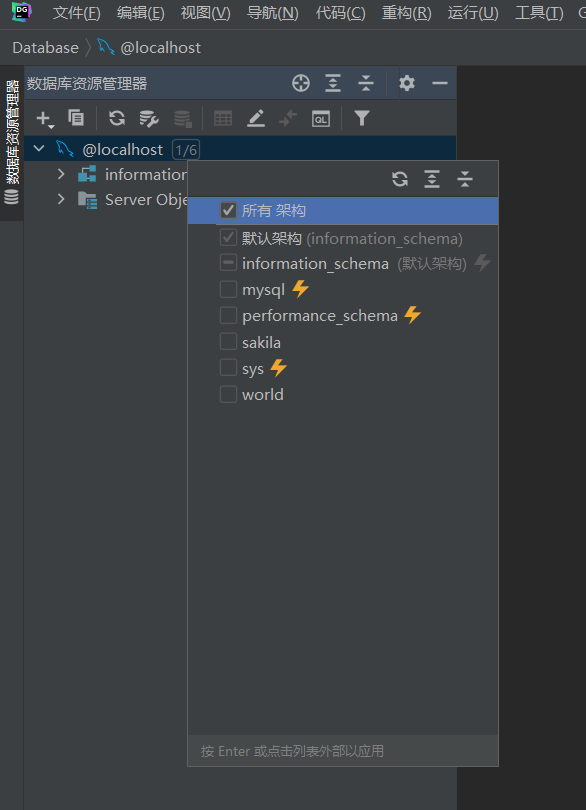 DG 文件(F) 编辑(E) 视图(V) 导航(N) 代码(C) 重构(R) 运行(U) 工具(T)
Database @localhost
数据库资源管理器
数据库资源管理器
QL
@localhost 1/6
information
Server Obje
所有 架构
默认架构 (information_schema)
information_schema (默认架构)
mysql
performance_schema
sakila
sys
world
按 Enter 或点击列表外部以应用